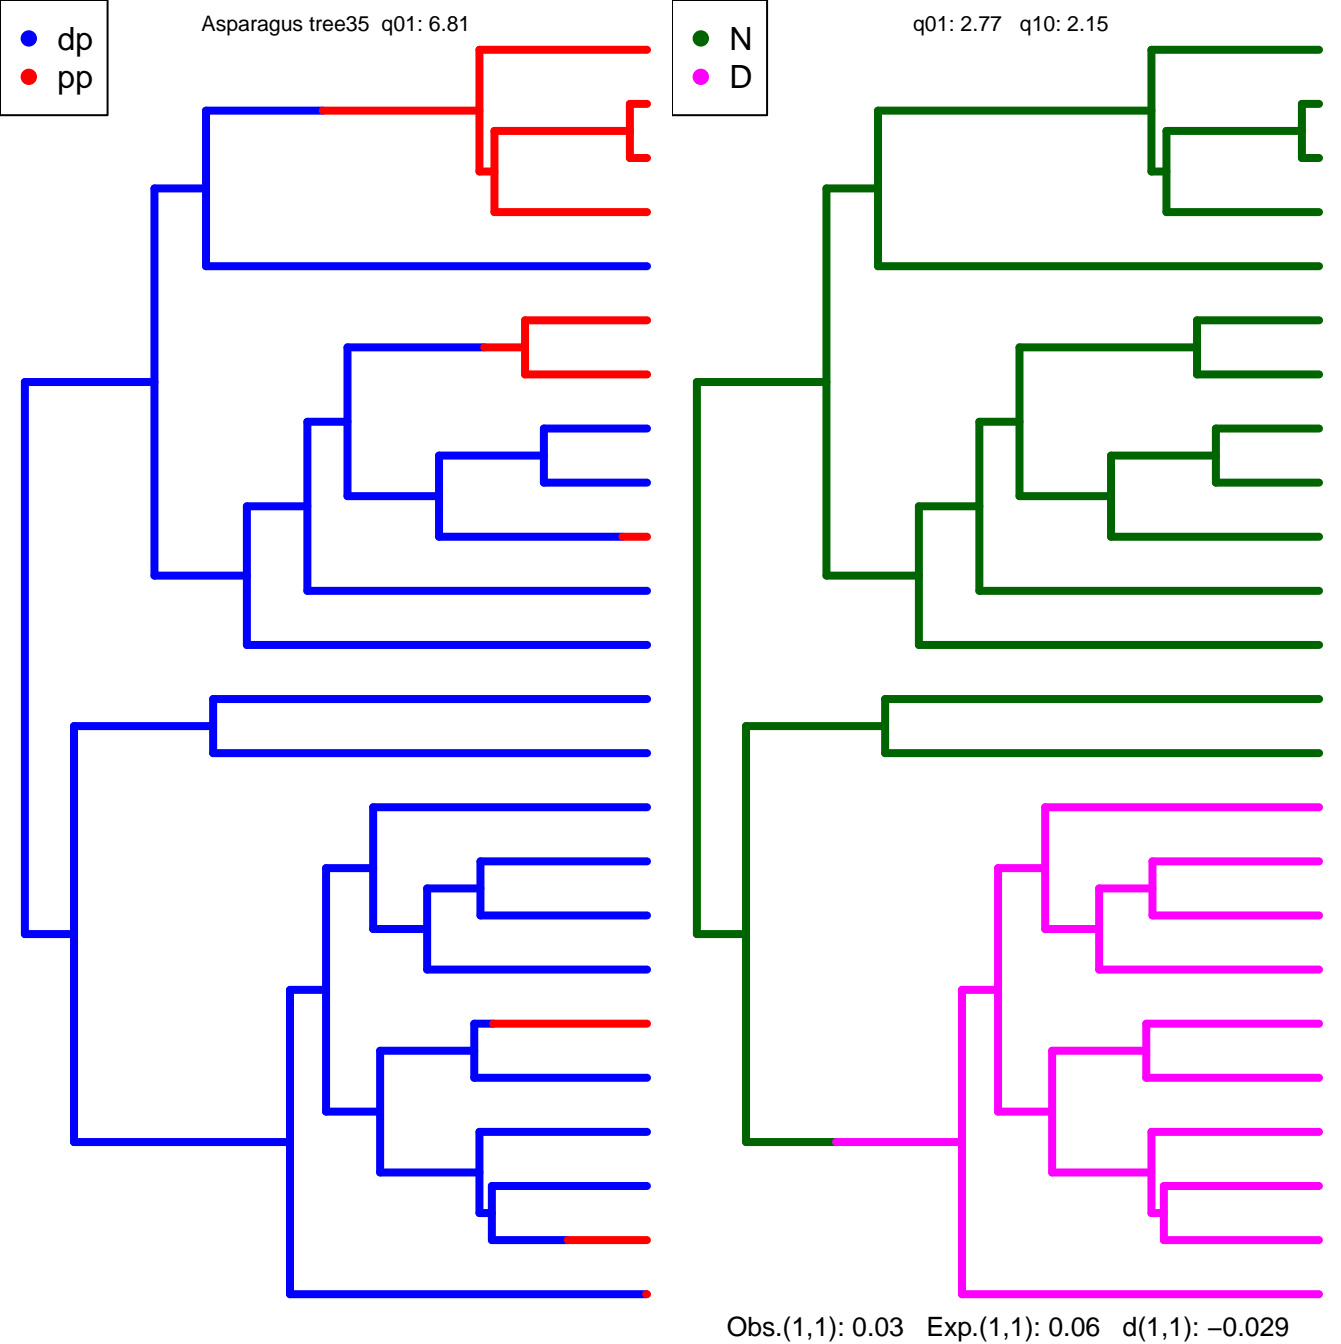 dp
pp
Asparagus tree35 q01: 6.81
N
D
q01: 2.77 q10: 2.15
Obs.(1,1): 0.03 Exp.(1,1): 0.06 d(1,1): −0.029